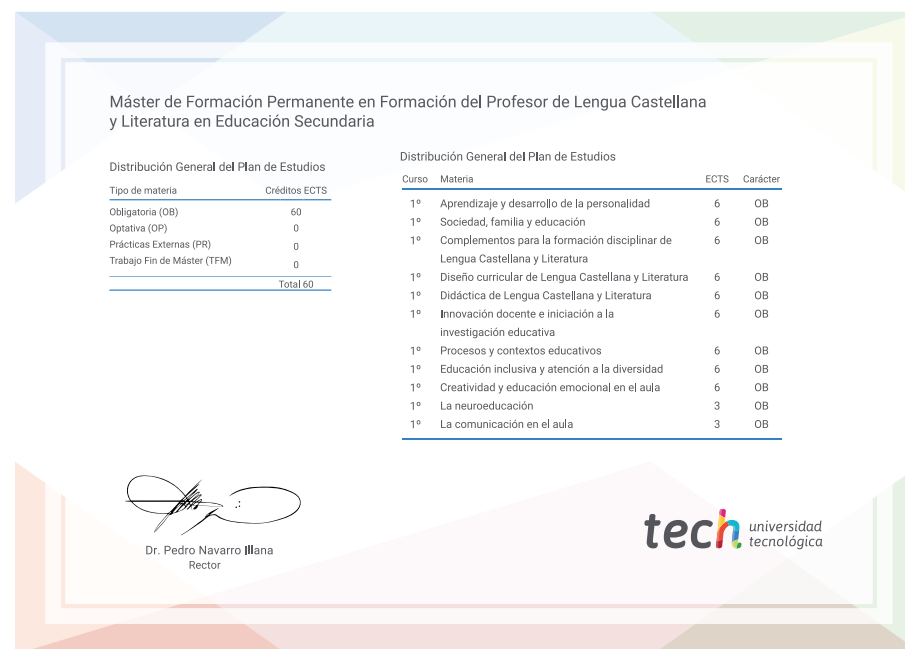 Máster de Formación Permanente en Formación del Profesor de Lengua Castellana
y Literatura en Educación Secundaria
Distribución General del Plan de Estudios
Tipo de materia Créditos ECTS
Obligatoria (OB) 60
Optativa (OP) 0
Prácticas Externas (PR) 0
Trabajo Fin de Máster (TFM) 0
Total 60
Distribución General del Plan de Estudios
Curso Materia ECTS Carácter
1º Aprendizaje y desarrollo de la personalidad 6 OB
1º Sociedad, familia y educación 6 OB
1º Complementos para la formación disciplinar de 6 OB
Lengua Castellana y Literatura
1º Diseño curricular de Lengua Castellana y Literatura 6 OB
1º Didáctica de Lengua Castellana y Literatura 6 OB
1º Innovación docente e iniciación a la 6 OB
investigación educativa
1º Procesos y contextos educativos 6 OB
1º Educación inclusiva y atención a la diversidad 6 OB
1º Creatividad y educación emocional en el aula 6 OB
1º La neuroeducación 3 OB
1º La comunicación en el aula 3 OB
Dr. Pedro Navarro Illana
Rector
tech universidad
tecnológica